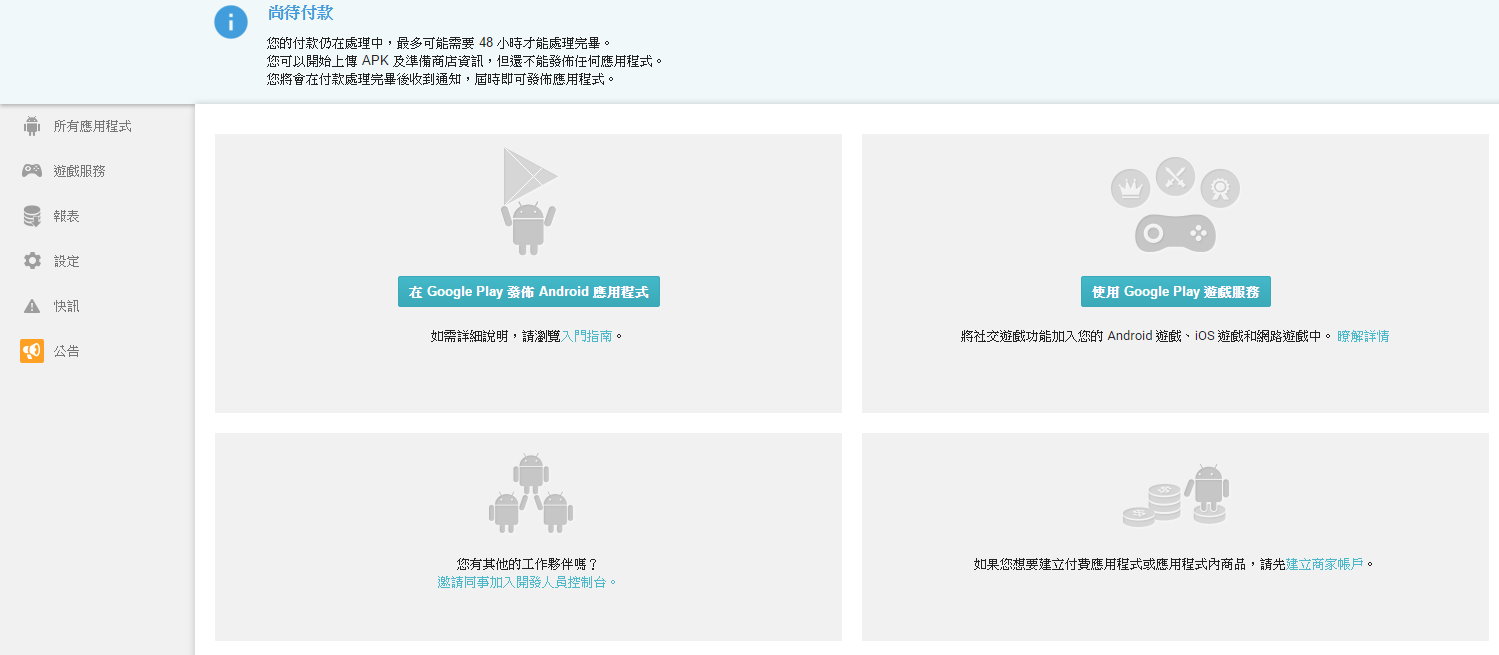 尚待付款
您的付款仍在處理中，最多可能需要 48 小時才能處理完畢。
您可以開始上傳 APK 及準備商店資訊，但還不能發佈任何應用程式。
您將會在付款處理完畢後收到通知，屆時即可發佈應用程式。
所有應用程式
遊戲服務
報表
設定
快訊
公告
在 Google Play 發佈 Android 應用程式
如需詳細說明，請瀏覽入門指南。
使用 Google Play 遊戲服務
將社交遊戲功能加入您的 Android 遊戲、iOS 遊戲和網路遊戲中。 瞭解詳情
您有其他的工作夥伴嗎？
邀請同事加入開發人員控制台。
如果您想要建立付費應用程式或應用程式內商品，請先建立商家帳戶。